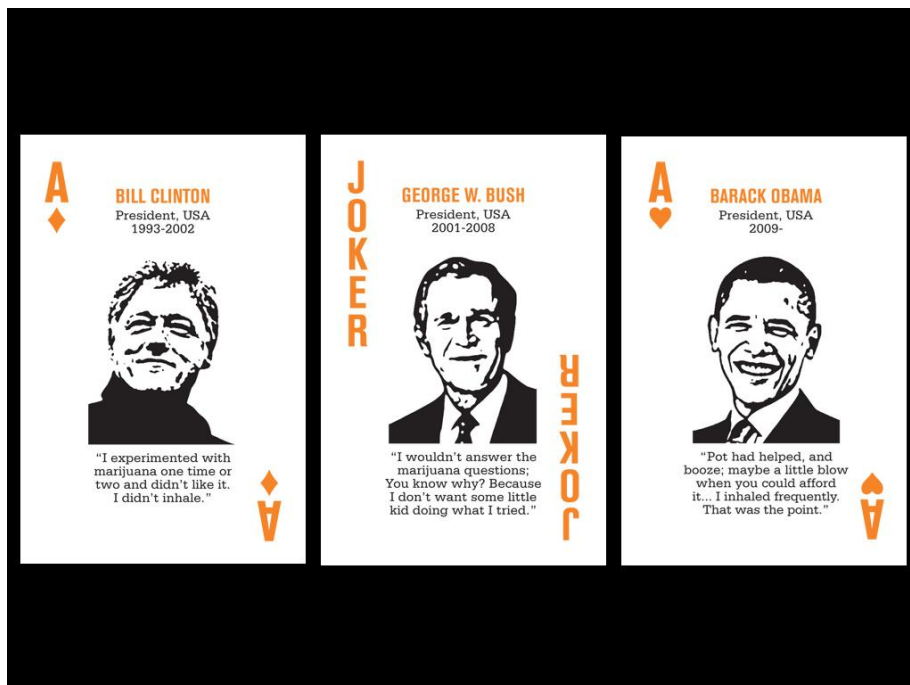 A
BILL CLINTON
President, USA
1993-2002
“I experimented with
marijuana one time or
two and didn’t like it.
I didn’t inhale.”
A
JOKER
GEORGE W. BUSH
President, USA
2001-2008
“I wouldn’t answer the
marijuana questions;
You know why? Because
I don’t want some little
kid doing what I tried.”
JOKER
A
BARACK OBAMA
President, USA
2009-
“Pot had helped, and
booze; maybe a little blow
when you could afford
it... I inhaled frequently.
That was the point.”
A